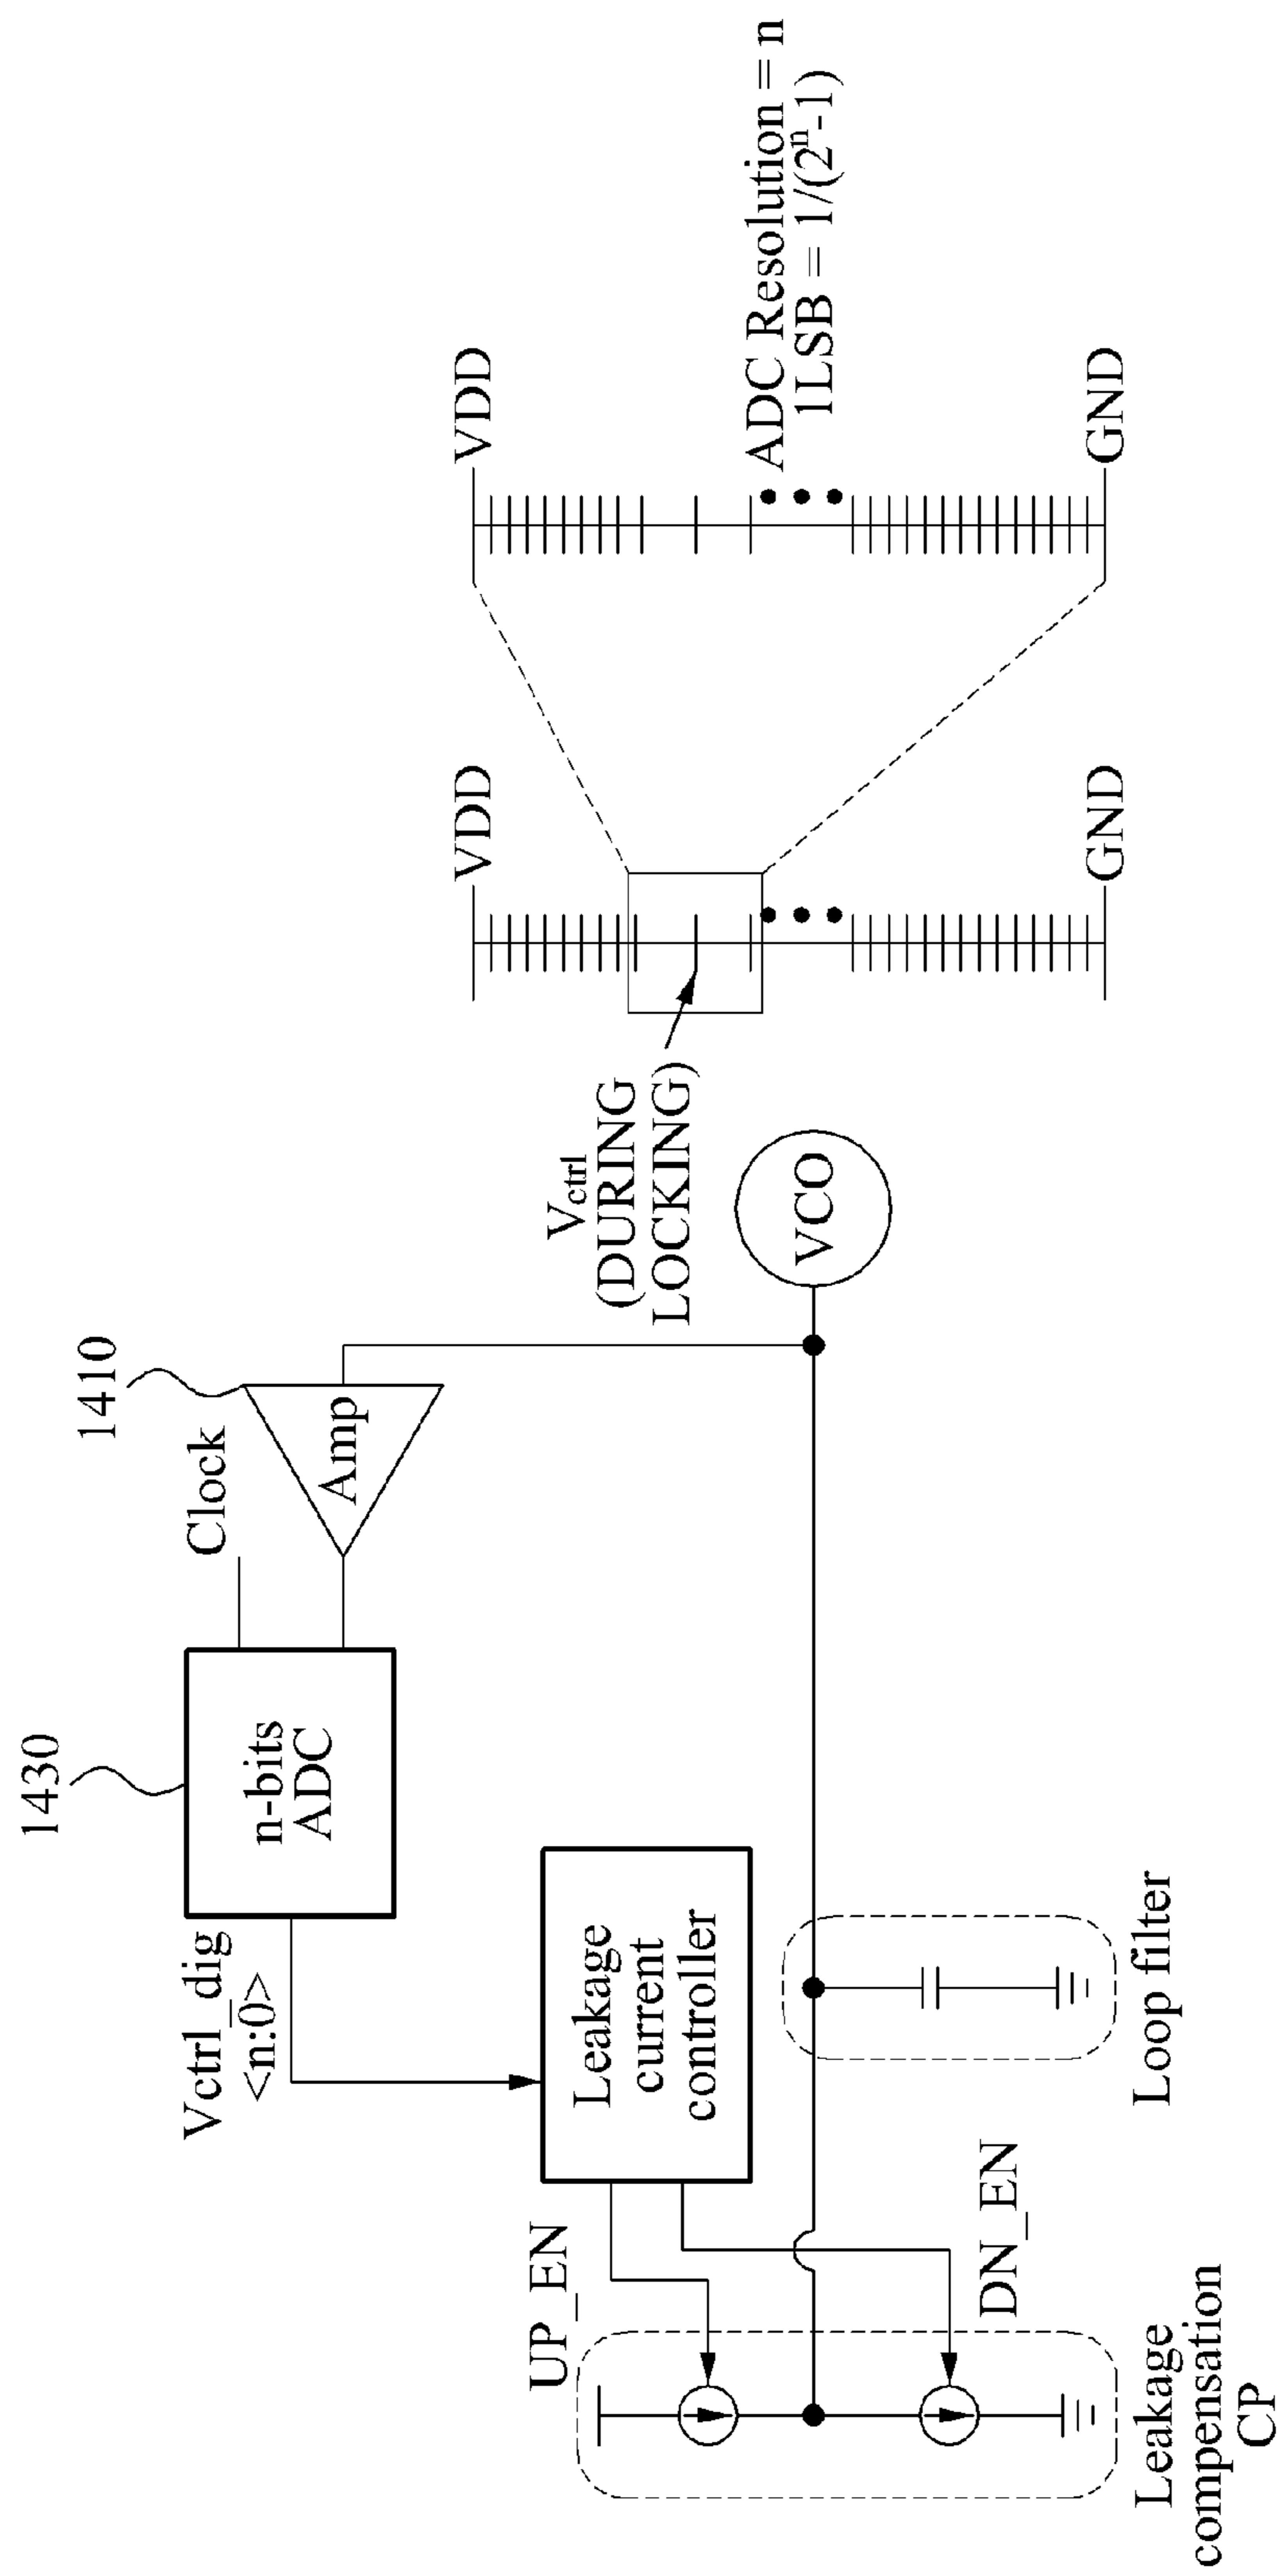 1430
1410
Clock
Vctrl_dig
<n:0>
n-bits
ADC
Amp
UP_EN
Leakage
current
controller
DN_EN
VCO
Loop filter
Leakage
compensation
CP
Vctrl
(DURING
LOCKING)
VDD
GND
VDD
ADC Resolution = n
1LSB = 1/(2ⁿ-1)
GND